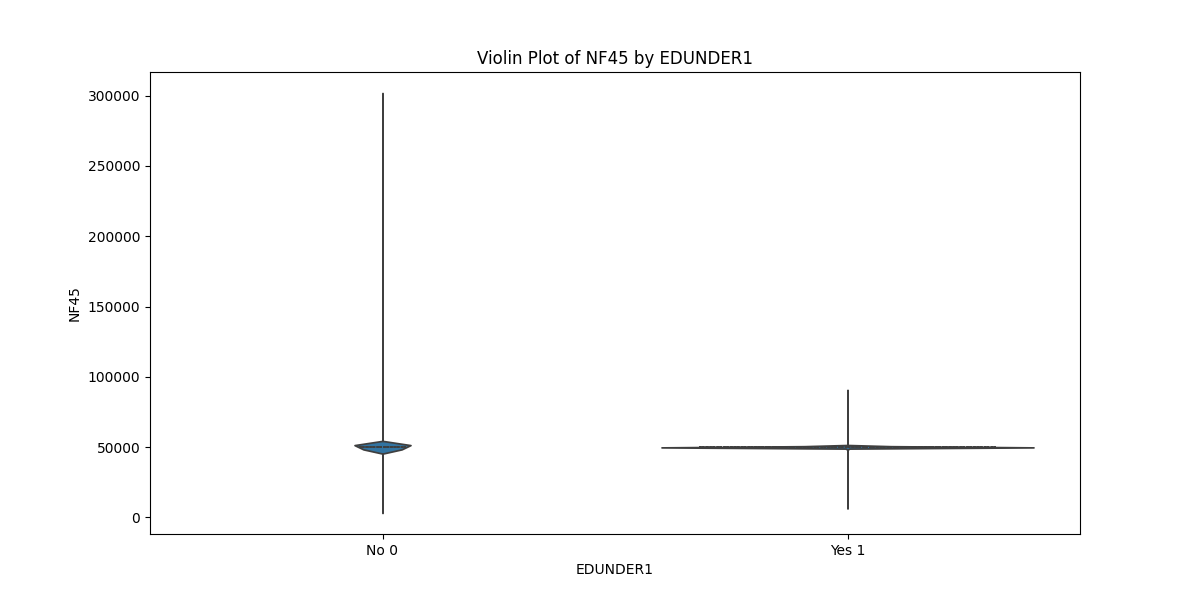 Violin Plot of NF45 by EDUNDER1
300000
250000
200000
150000
100000
50000
0
NF45
No 0
Yes 1
EDUNDER1